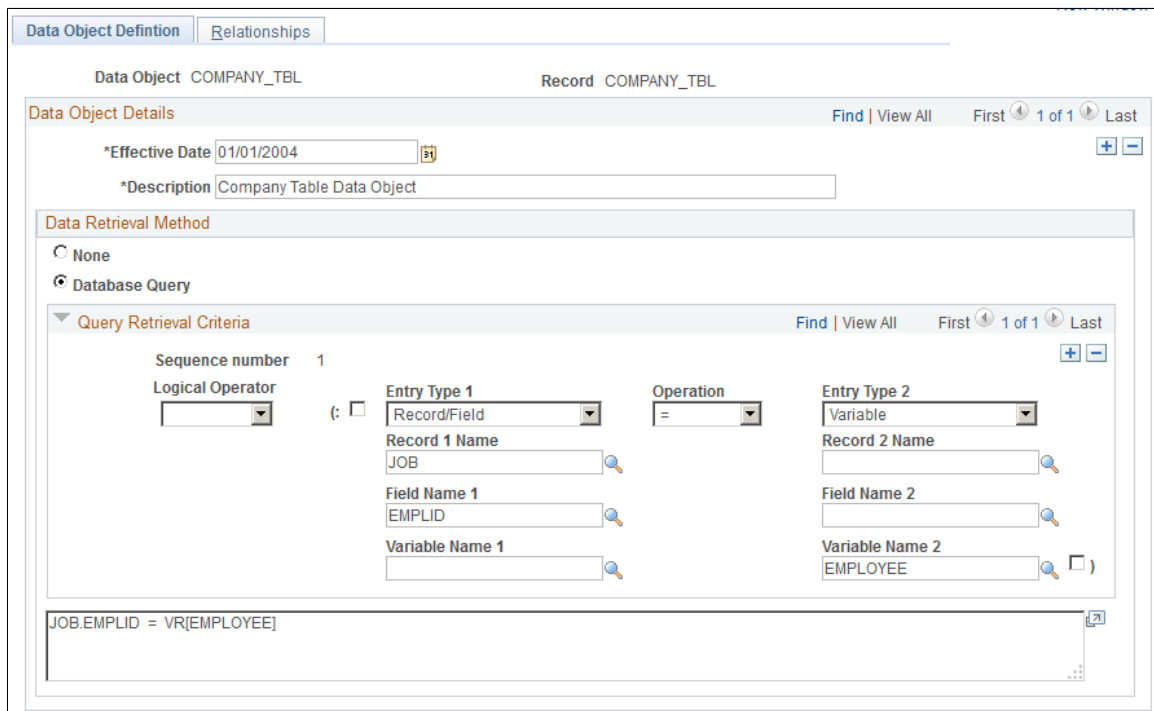 Data Object Defintion Relationships
Data Object COMPANY_TBL Record COMPANY_TBL
Data Object Details Find | View All First 1 of 1 Last
*Effective Date 01/01/2004 31
*Description Company Table Data Object
Data Retrieval Method
None
Database Query
Query Retrieval Criteria Find | View All First 1 of 1 Last
Sequence number 1
Logical Operator Entry Type 1 Operation Entry Type 2
(: Record/Field = Variable
Record 1 Name Record 2 Name
JOB
Field Name 1 Field Name 2
EMPLID
Variable Name 1 Variable Name 2
EMPLOYEE )
JOB.EMPLID = VR[EMPLOYEE]